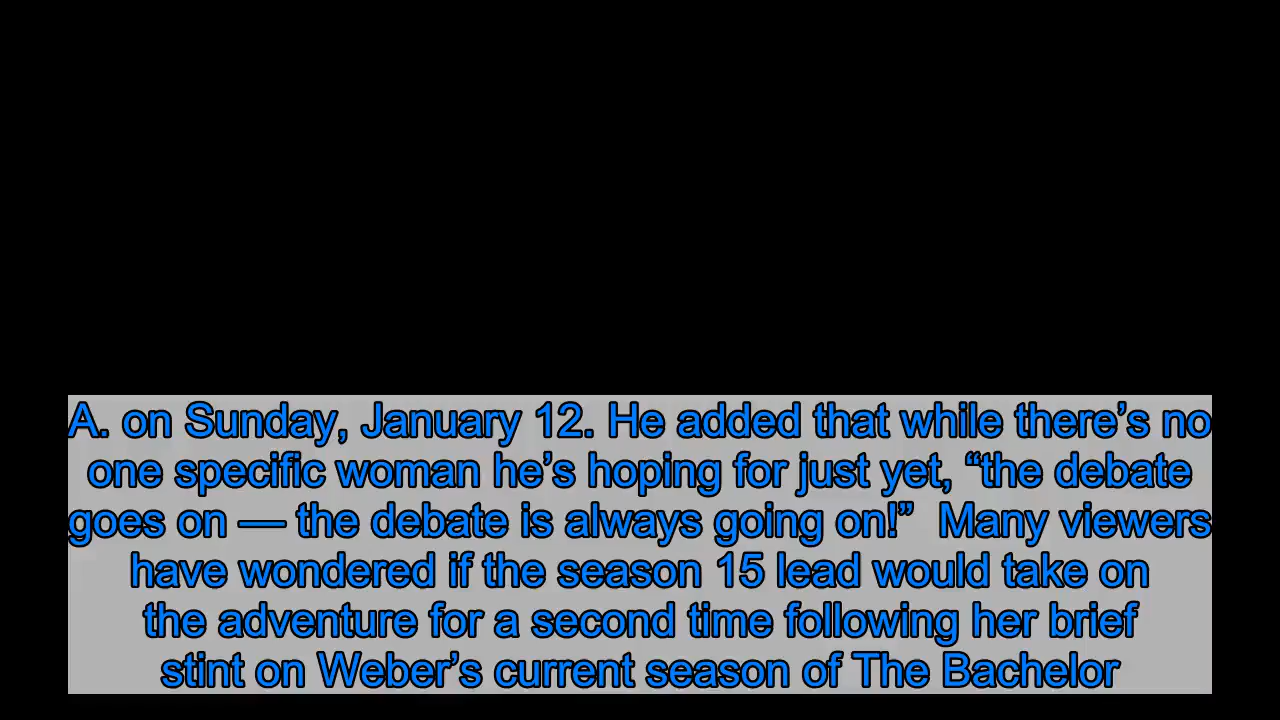 A. on Sunday, January 12. He added that while there’s no
one specific woman he’s hoping for just yet, “the debate
goes on — the debate is always going on!”  Many viewers
have wondered if the season 15 lead would take on
the adventure for a second time following her brief
stint on Weber’s current season of The Bachelor